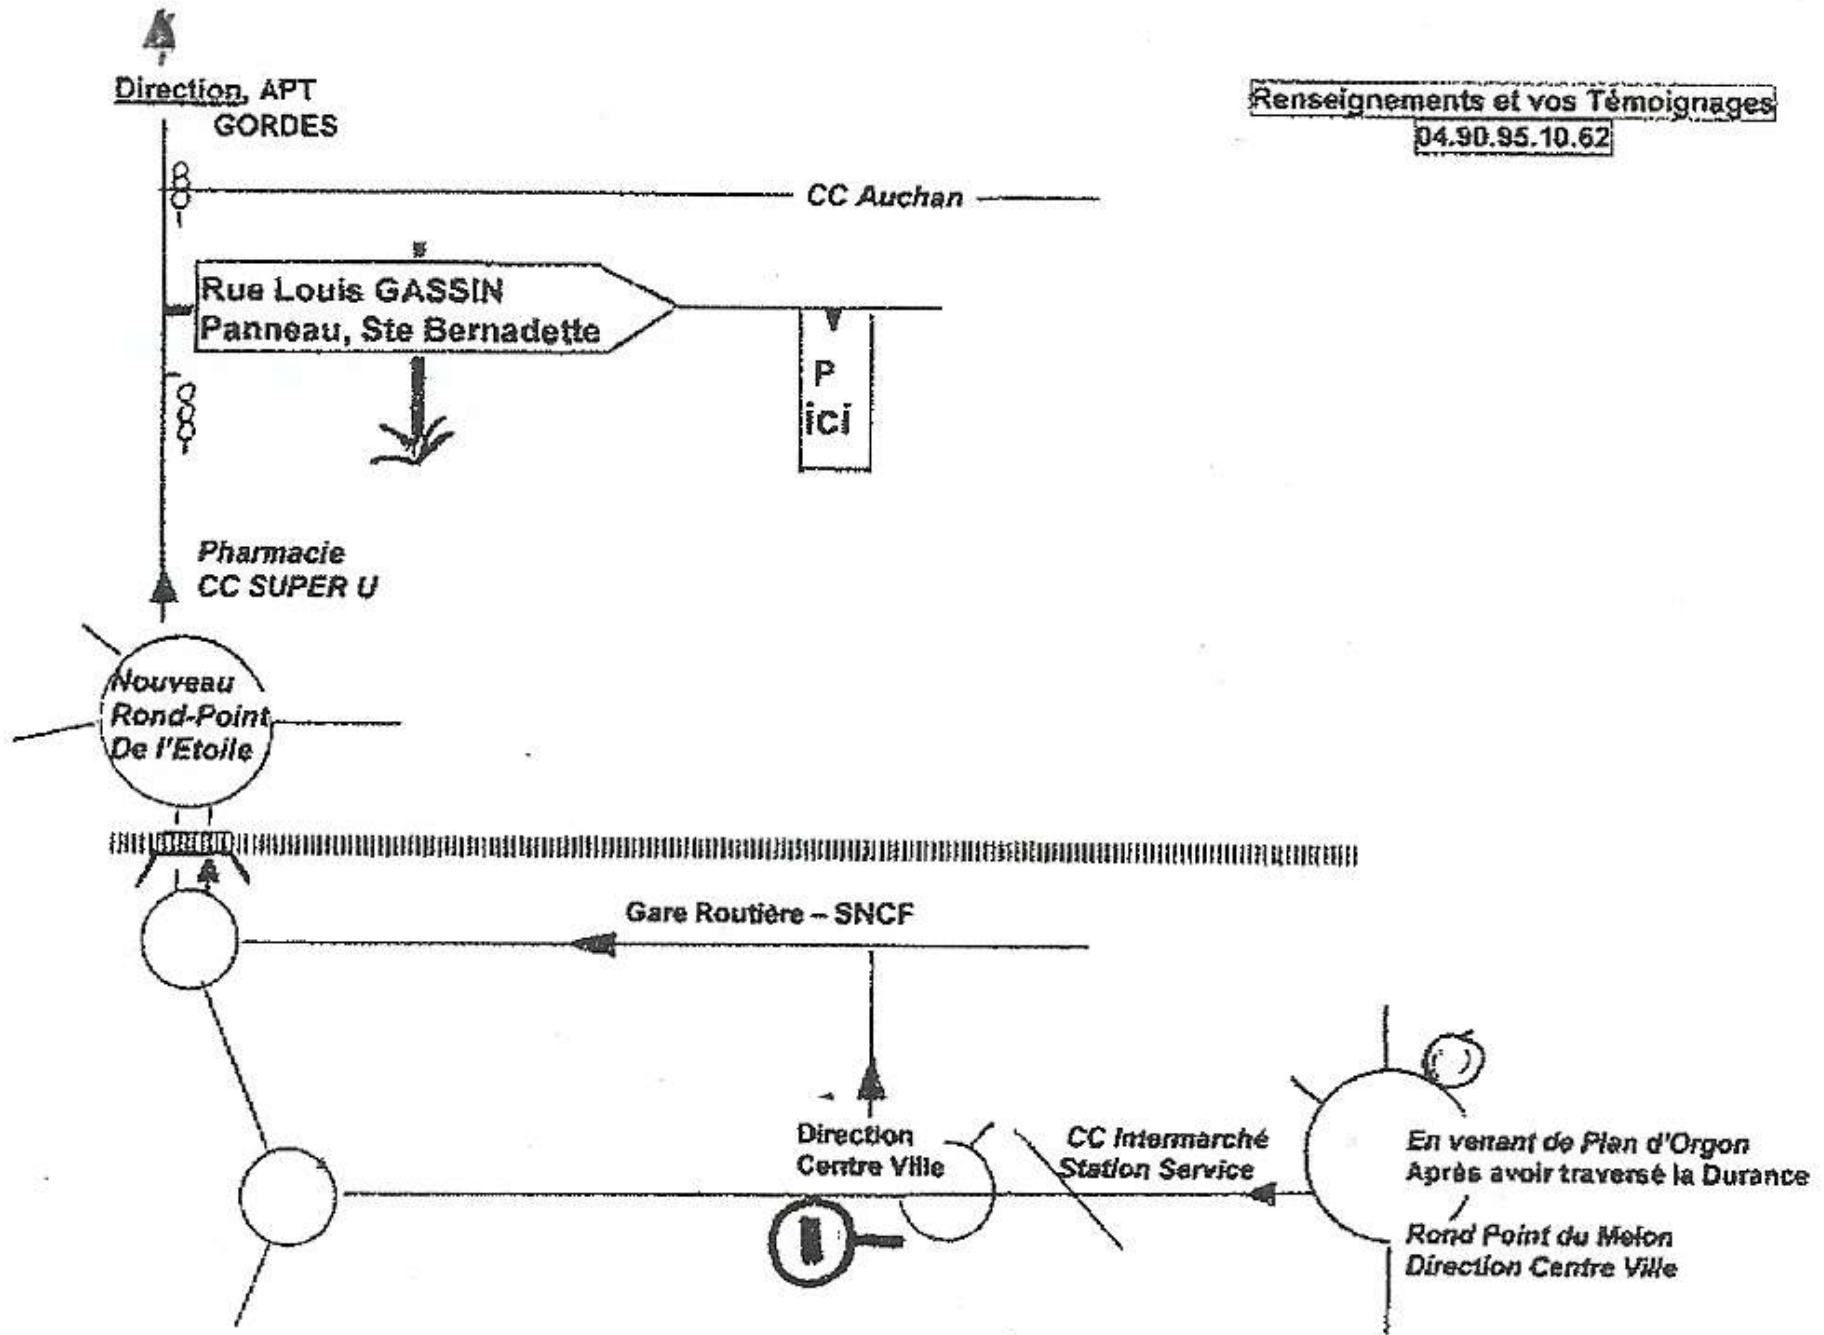 Direction, APT
GORDES
Renseignements et vos Témoignages
04.90.95.10.62
CC Auchan
Rue Louis GASSIN
Panneau, Ste Bernadette
P
iCi
Pharmacie
CC SUPER U
Nouveau
Rond-Point
De l'Etoile
Gare Routière – SNCF
Direction
Centre Ville
CC Intermarché
Station Service
En venant de Plan d'Orgon
Après avoir traversé la Durance
Rond Point du Melon
Direction Centre Ville